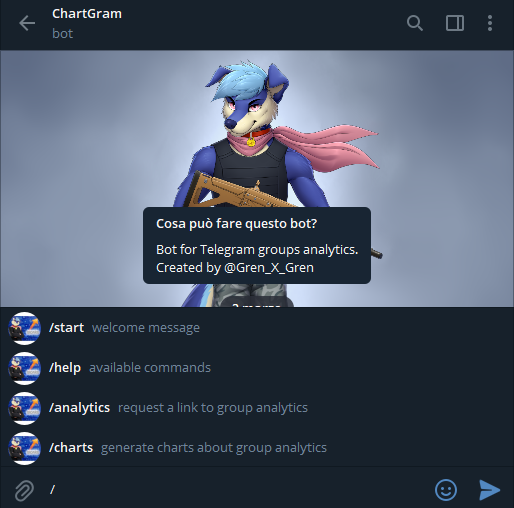 ChartGram
bot
Cosa può fare questo bot?
Bot for Telegram groups analytics.
Created by @Gren_X_Gren
/start welcome message
/help available commands
/analytics request a link to group analytics
/charts generate charts about group analytics
/